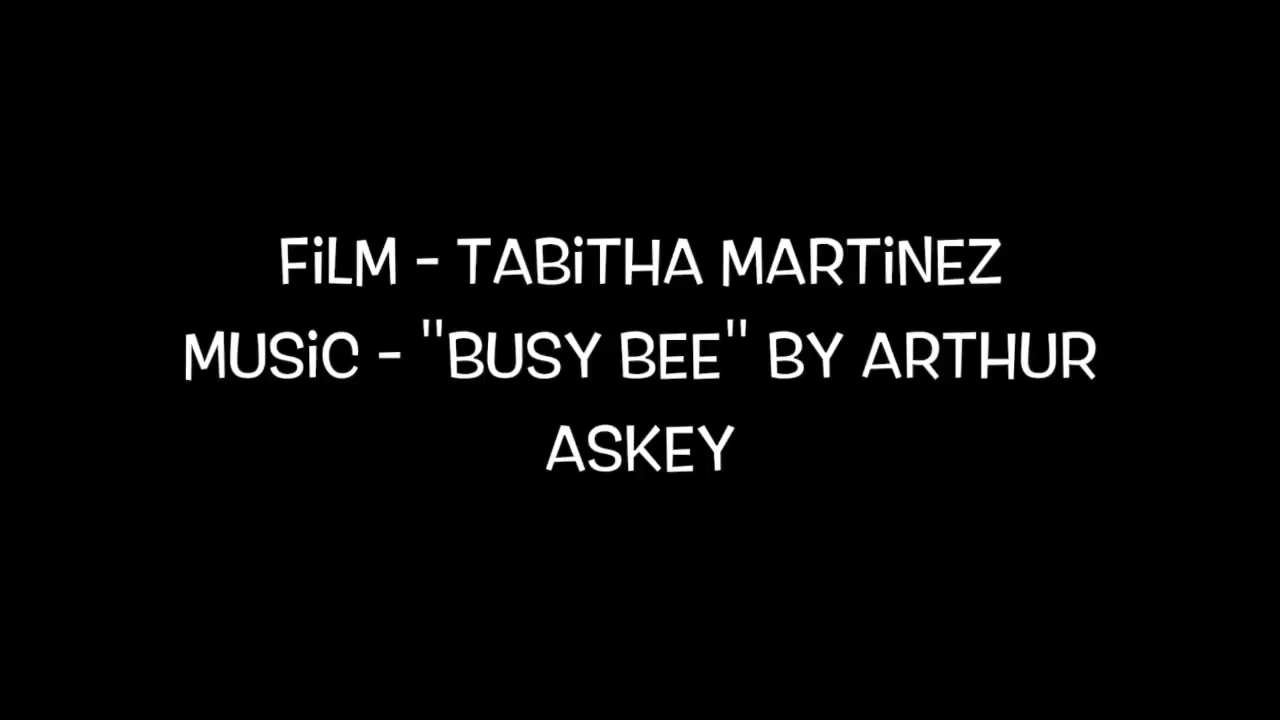 FiLM - TABiTHA MARTiNEZ
MUSiC - "BUSY BEE" BY ARTHUR
ASKEY